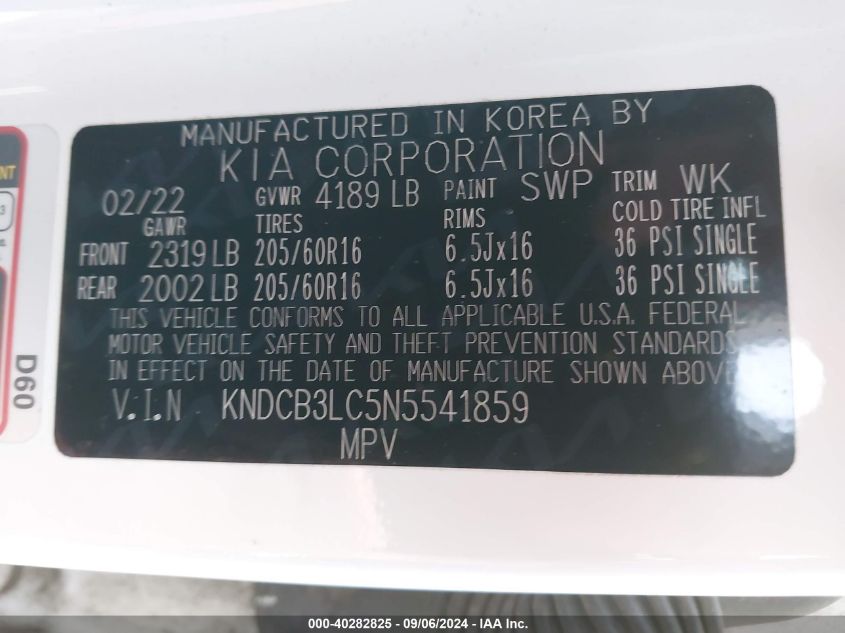 MANUFACTURED IN KOREA BY
KIA CORPORATION
02/22 GVWR 4189 LB PAINT SWP TRIM WK
GAWR TIRES RIMS COLD TIRE INFL
FRONT 2319 LB 205/60R16 6.5Jx16 36 PSI SINGLE
REAR 2002 LB 205/60R16 6.5Jx16 36 PSI SINGLE
THIS VEHICLE CONFORMS TO ALL APPLICABLE U.S.A. FEDERAL
MOTOR VEHICLE SAFETY AND THEFT PREVENTION STANDARDS
IN EFFECT ON THE DATE OF MANUFACTURE SHOWN ABOVE
V.I.N KNDCB3LC5N5541859
MPV
D60
000-40282825 - 09/06/2024 - IAA Inc.